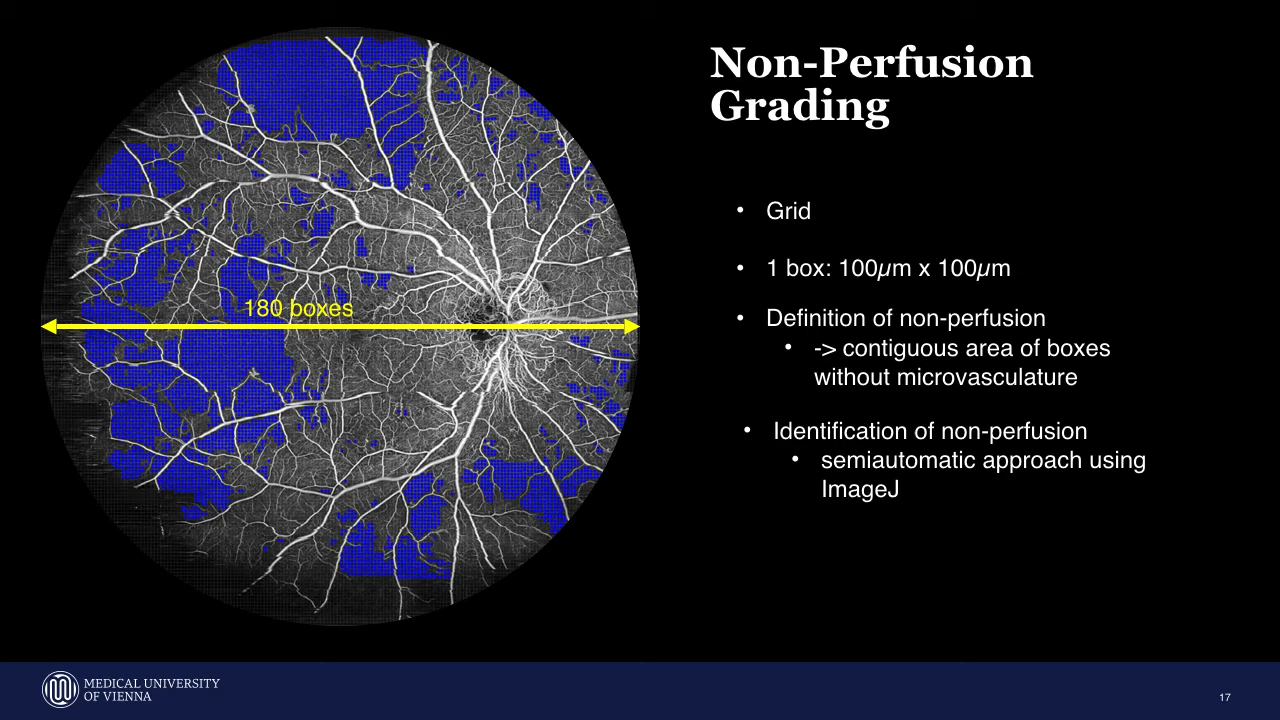 Non-Perfusion
Grading
180 boxes
• Grid
• 1 box: 100µm x 100µm
• Definition of non-perfusion
• -> contiguous area of boxes
without microvasculature
• Identification of non-perfusion
• semiautomatic approach using
ImageJ
MEDICAL UNIVERSITY
OF VIENNA
17